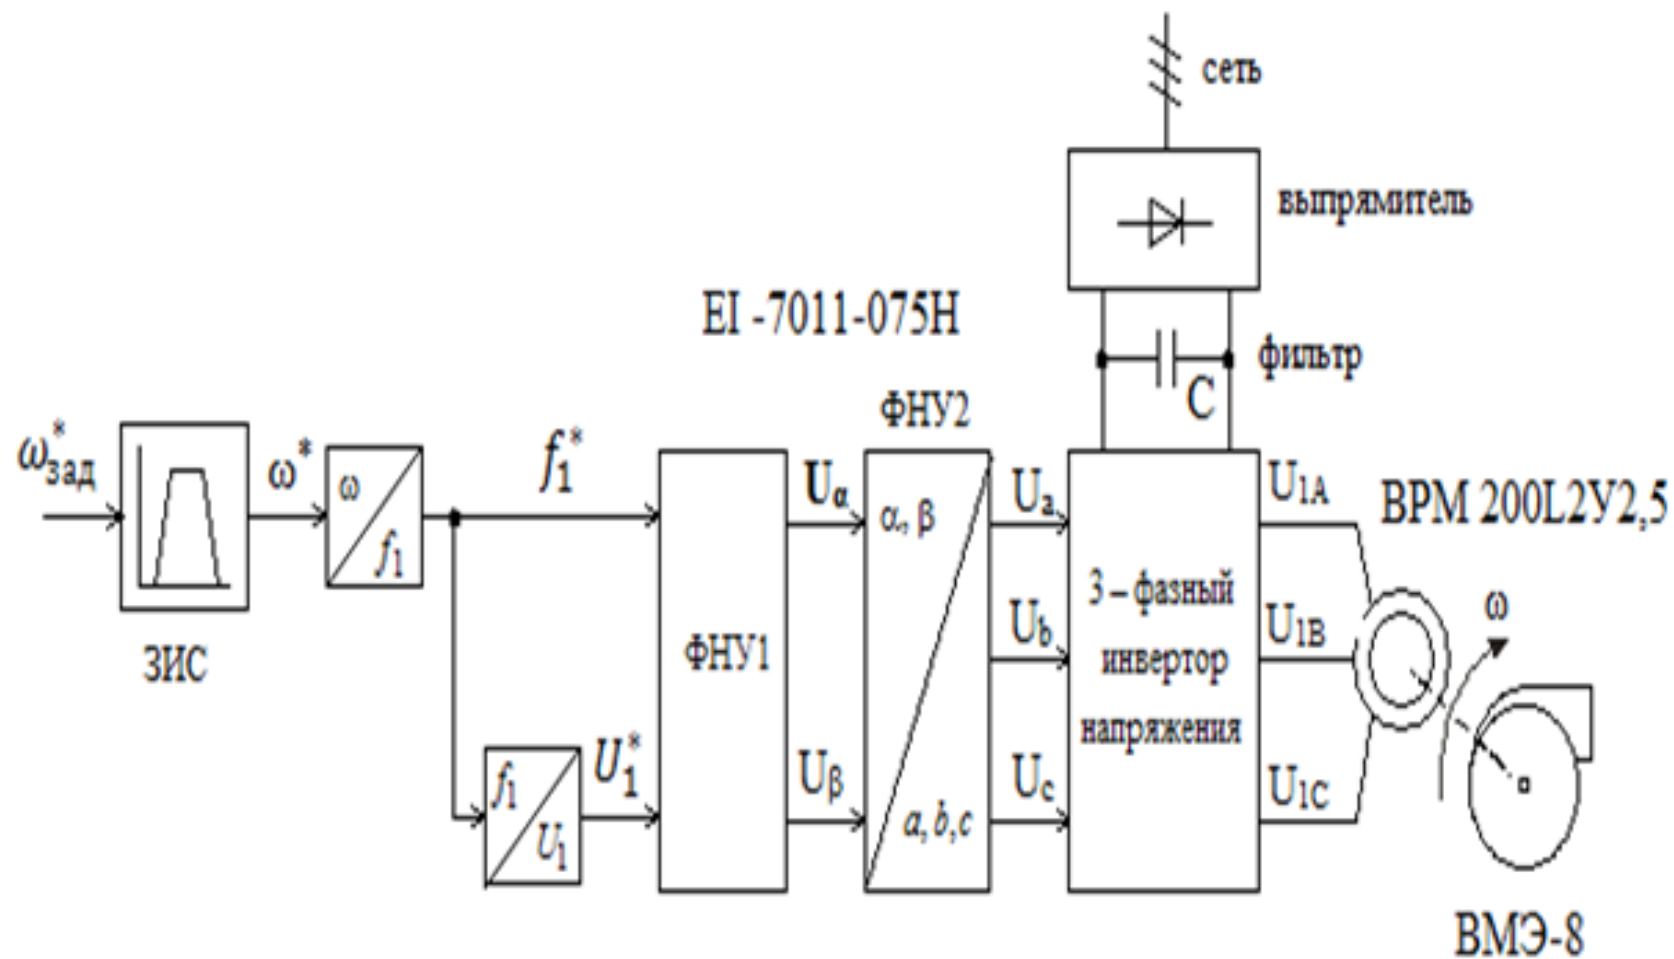 сеть
выпрямитель
EI -7011-075H
фильтр
C
ФНУ2
ω*зад
ω*
ω
f1
f1*
Uα
α, β
Ua
U1A
BPM 200L2У2,5
ЗИС
ФНУ1
Ub
3 – фазный
инвертор
напряжения
U1B
ω
f1
U1
U1*
Uβ
a, b,c
Uc
U1C
ВМЭ-8